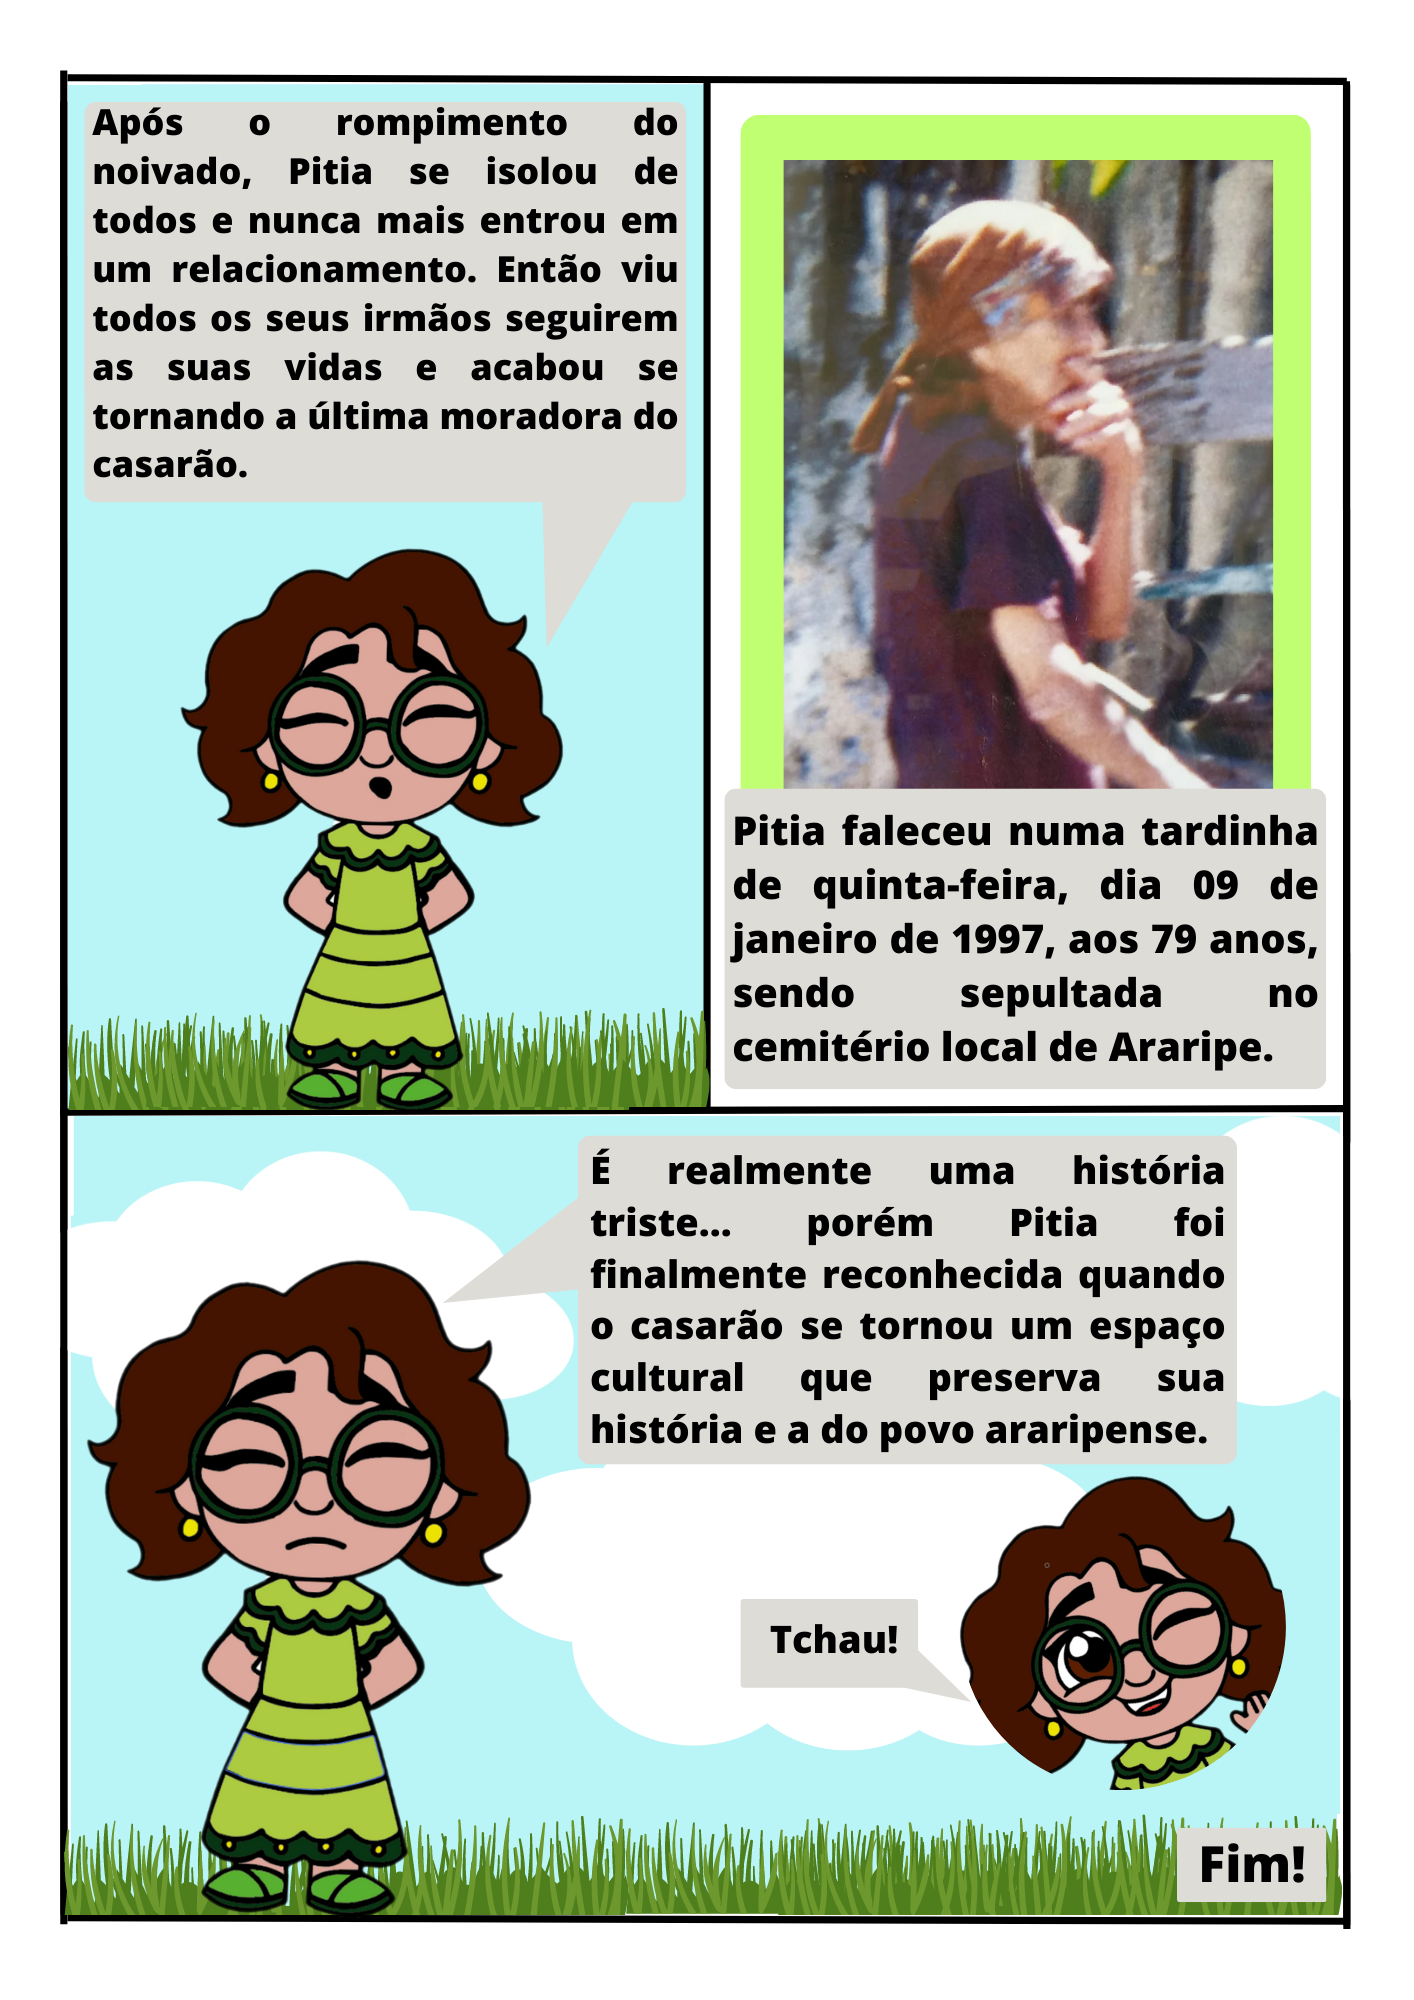 Após o rompimento do
noivado, Pitia se isolou de
todos e nunca mais entrou em
um relacionamento. Então viu
todos os seus irmãos seguirem
as suas vidas e acabou se
tornando a última moradora do
casarão.
Pitia faleceu numa tardinha
de quinta-feira, dia 09 de
janeiro de 1997, aos 79 anos,
sendo sepultada no
cemitério local de Araripe.
É realmente uma história
triste... porém Pitia foi
finalmente reconhecida quando
o casarão se tornou um espaço
cultural que preserva sua
história e a do povo araripense.
Tchau!
Fim!